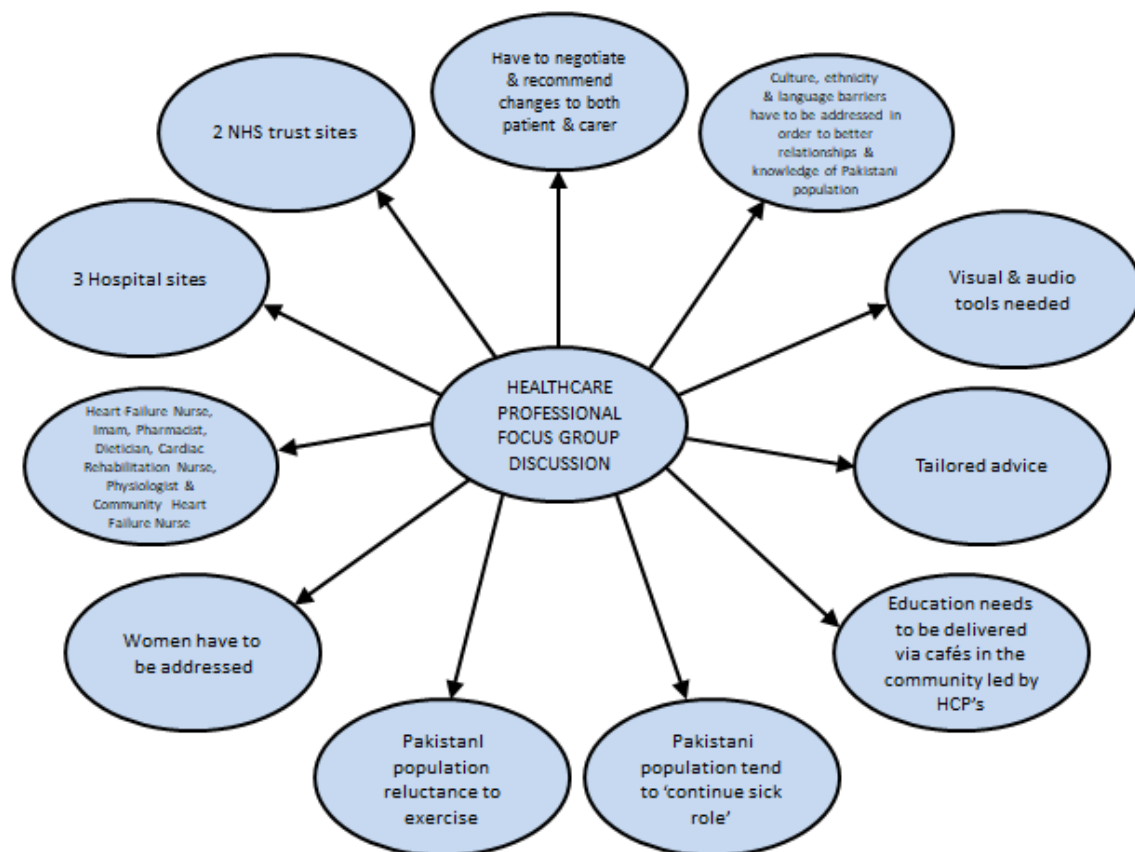 Have to negotiate
& recommend
changes to both
patient & carer
Culture, ethnicity
& language barriers
have to be addressed in
order to better
relationships &
knowledge of Pakistani
population
2 NHS trust sites
3 Hospital sites
Visual & audio
tools needed
HEALTHCARE
PROFESSIONAL
FOCUS GROUP
DISCUSSION
Heart Failure Nurse,
Imam, Pharmacist,
Dietician, Cardiac
Rehabilitation Nurse,
Physiologist &
Community Heart
Failure Nurse
Tailored advice
Women have to
be addressed
Education needs
to be delivered
via cafés in the
community led by
HCP's
PakistanI
population
reluctance to
exercise
Pakistani
population tend
to 'continue sick
role'